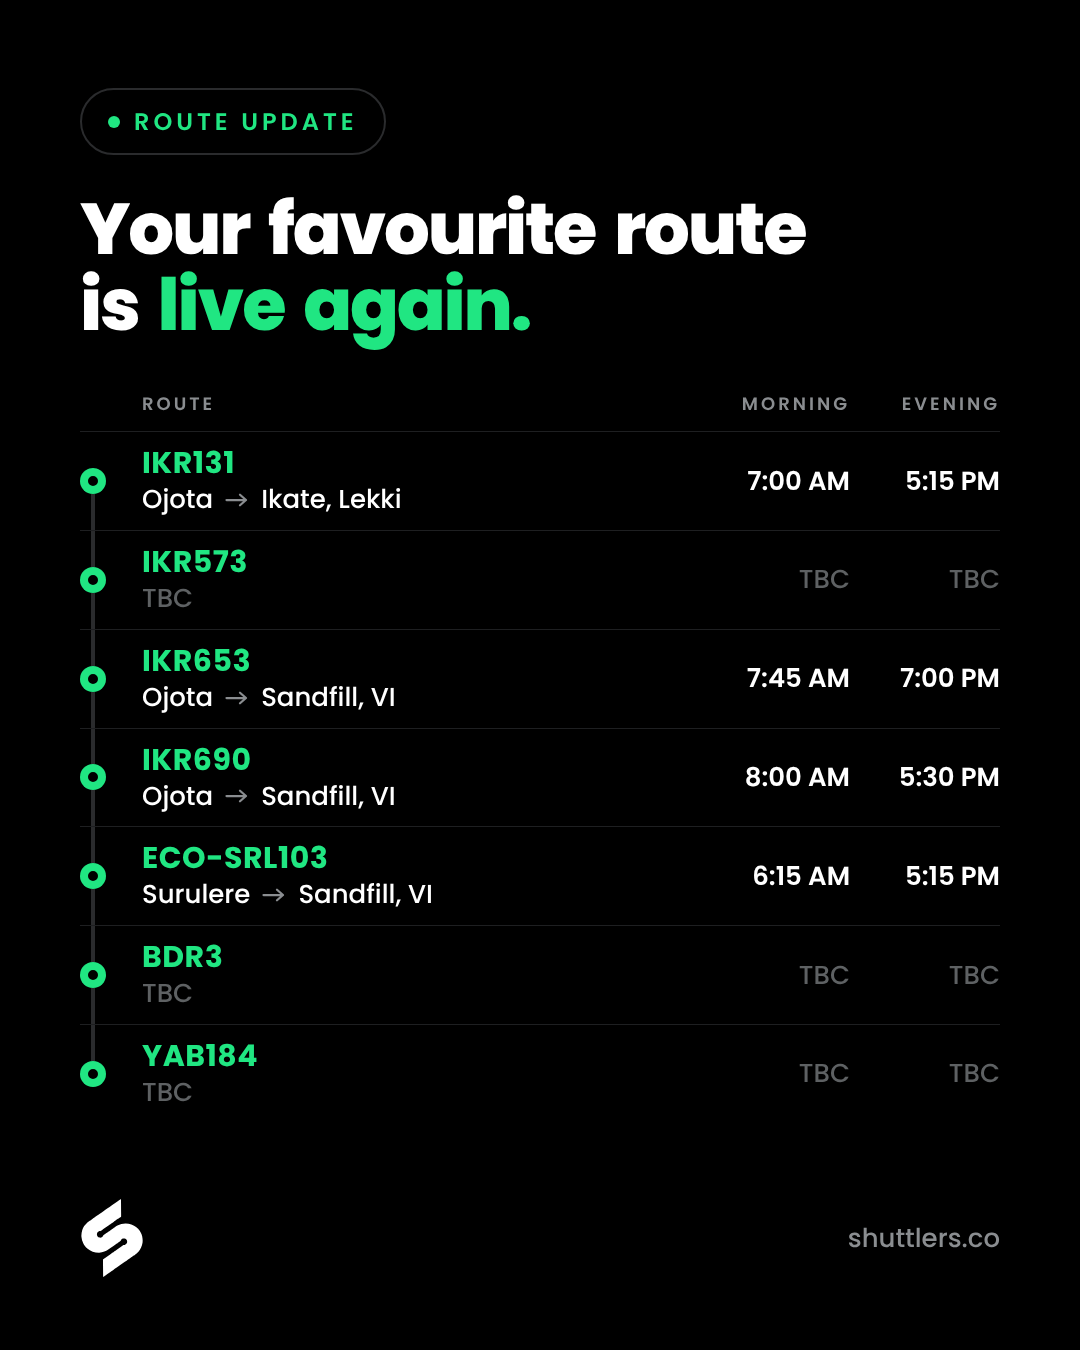 ROUTE UPDATE
Your favourite route
is live again.
ROUTE MORNING EVENING
IKR131
Ojota → Ikate, Lekki 7:00 AM 5:15 PM
IKR573
TBC TBC TBC
IKR653
Ojota → Sandfill, VI 7:45 AM 7:00 PM
IKR690
Ojota → Sandfill, VI 8:00 AM 5:30 PM
ECO-SRL103
Surulere → Sandfill, VI 6:15 AM 5:15 PM
BDR3
TBC TBC TBC
YAB184
TBC TBC TBC
shuttlers.co